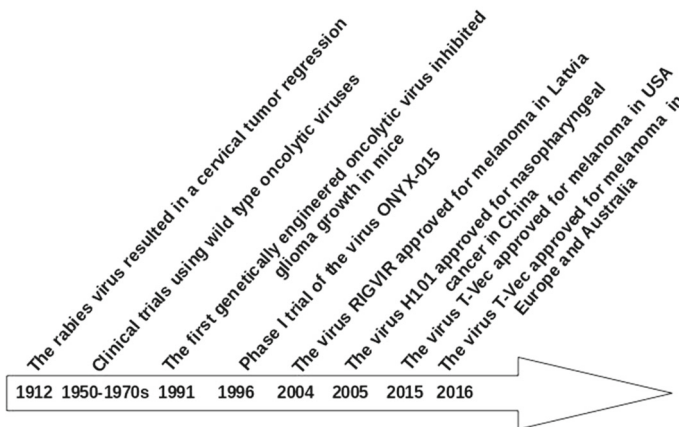 The rabies virus resulted in a cervical tumor regression
Clinical trials using wild type oncolytic viruses
The first genetically engineered oncolytic virus inhibited
glioma growth in mice
Phase I trial of the virus ONYX-015
The virus RIGVIR approved for melanoma in Latvia
The virus H101 approved for nasopharyngeal
cancer in China
The virus T-Vec approved for melanoma in USA
The virus T-Vec approved for melanoma in
Europe and Australia
1912 1950-1970s 1991 1996 2004 2005 2015 2016